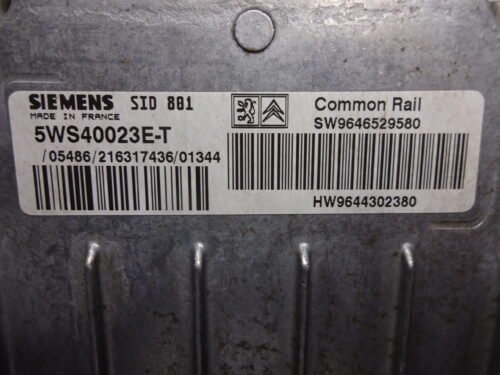 SIEMENS SID 801
MADE IN FRANCE
5WS40023E-T
/05486/216317436/01344
Common Rail
SW9646529580
HW9644302380